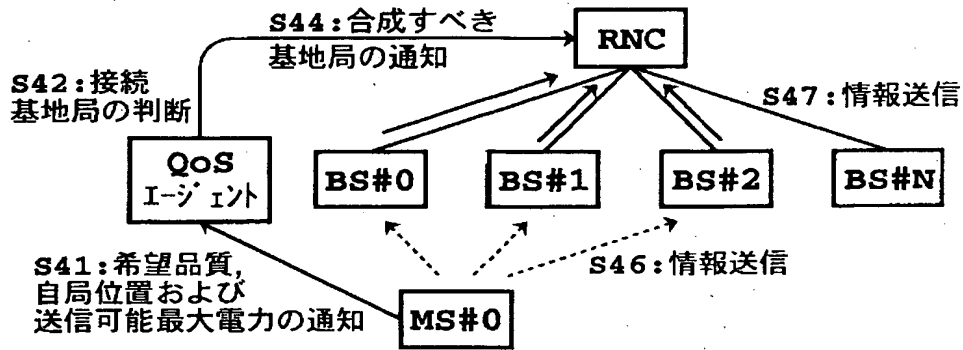 S44:合成すべき
基地局の通知
RNC
S42:接続
基地局の判断
S47:情報送信
QoS
エージェント
BS#0
BS#1
BS#2
BS#N
S41:希望品質,
自局位置および
送信可能最大電力の通知
S46:情報送信
MS#0